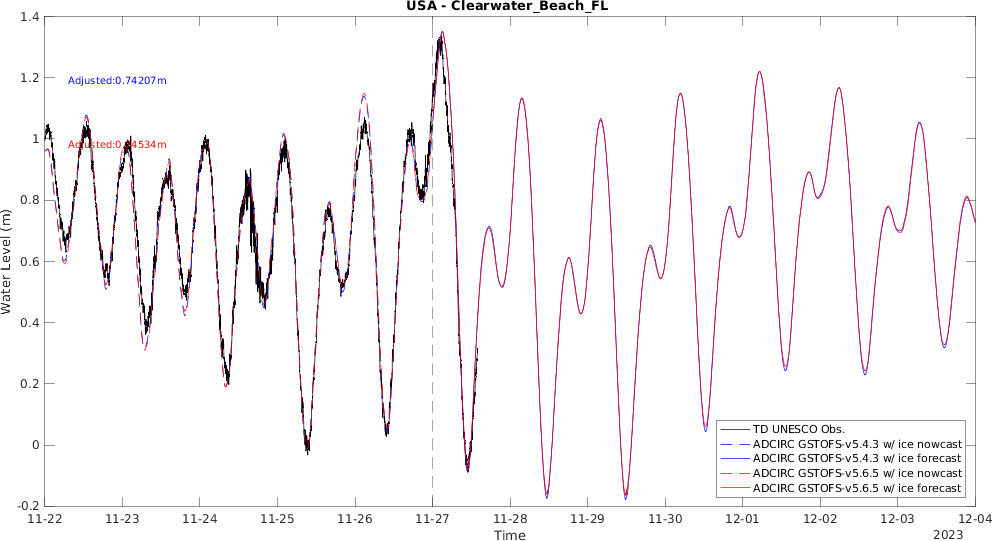 USA - Clearwater_Beach_FL
1.4
1.2
1
0.8
0.6
0.4
0.2
0
-0.2
Water Level (m)
Adjusted:0.74207m
4534m
TD UNESCO Obs.
ADCIRC GSTOFS-v5.4.3 w/ ice nowcast
ADCIRC GSTOFS-v5.4.3 w/ ice forecast
ADCIRC GSTOFS-v5.6.5 w/ ice nowcast
ADCIRC GSTOFS-v5.6.5 w/ ice forecast
11-22 11-23 11-24 11-25 11-26 11-27 11-28 11-29 11-30 12-01 12-02 12-03 12-04
Time
2023